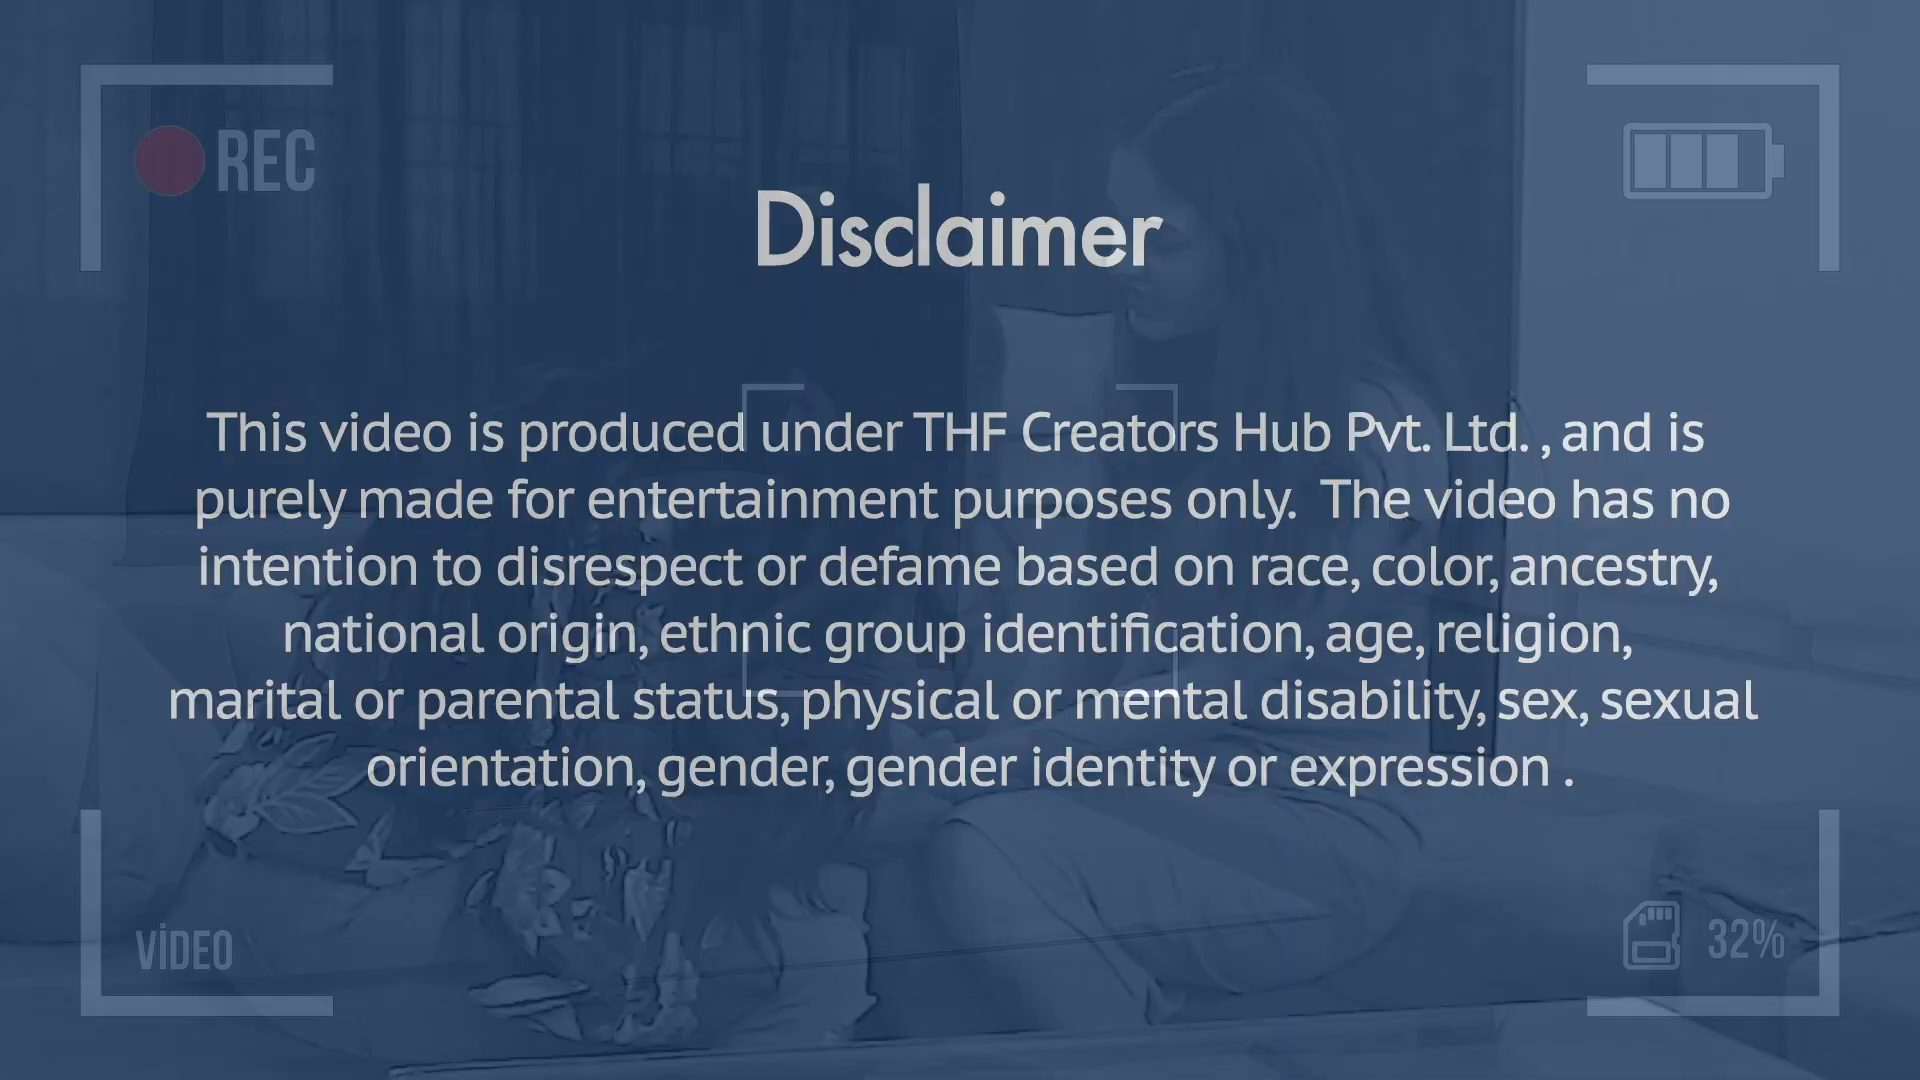 REC
Disclaimer
This video is produced under THF Creators Hub Pvt. Ltd. , and is
purely made for entertainment purposes only. The video has no
intention to disrespect or defame based on race, color, ancestry,
national origin, ethnic group identification, age, religion,
marital or parental status, physical or mental disability, sex, sexual
orientation, gender, gender identity or expression .
VİDEO
32%